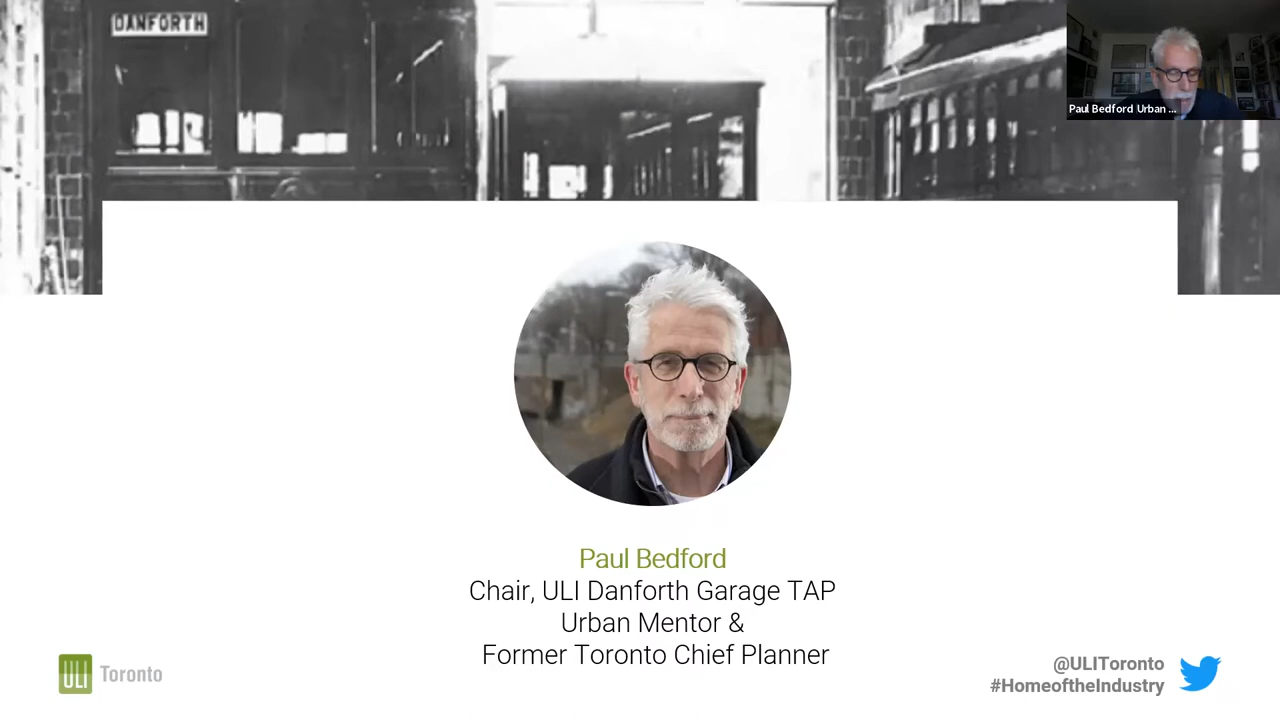 DANFORTH
Paul Bedford Urban ...
Paul Bedford
Chair, ULI Danforth Garage TAP
Urban Mentor &
Former Toronto Chief Planner
ULI Toronto
@ULIToronto
#HomeoftheIndustry